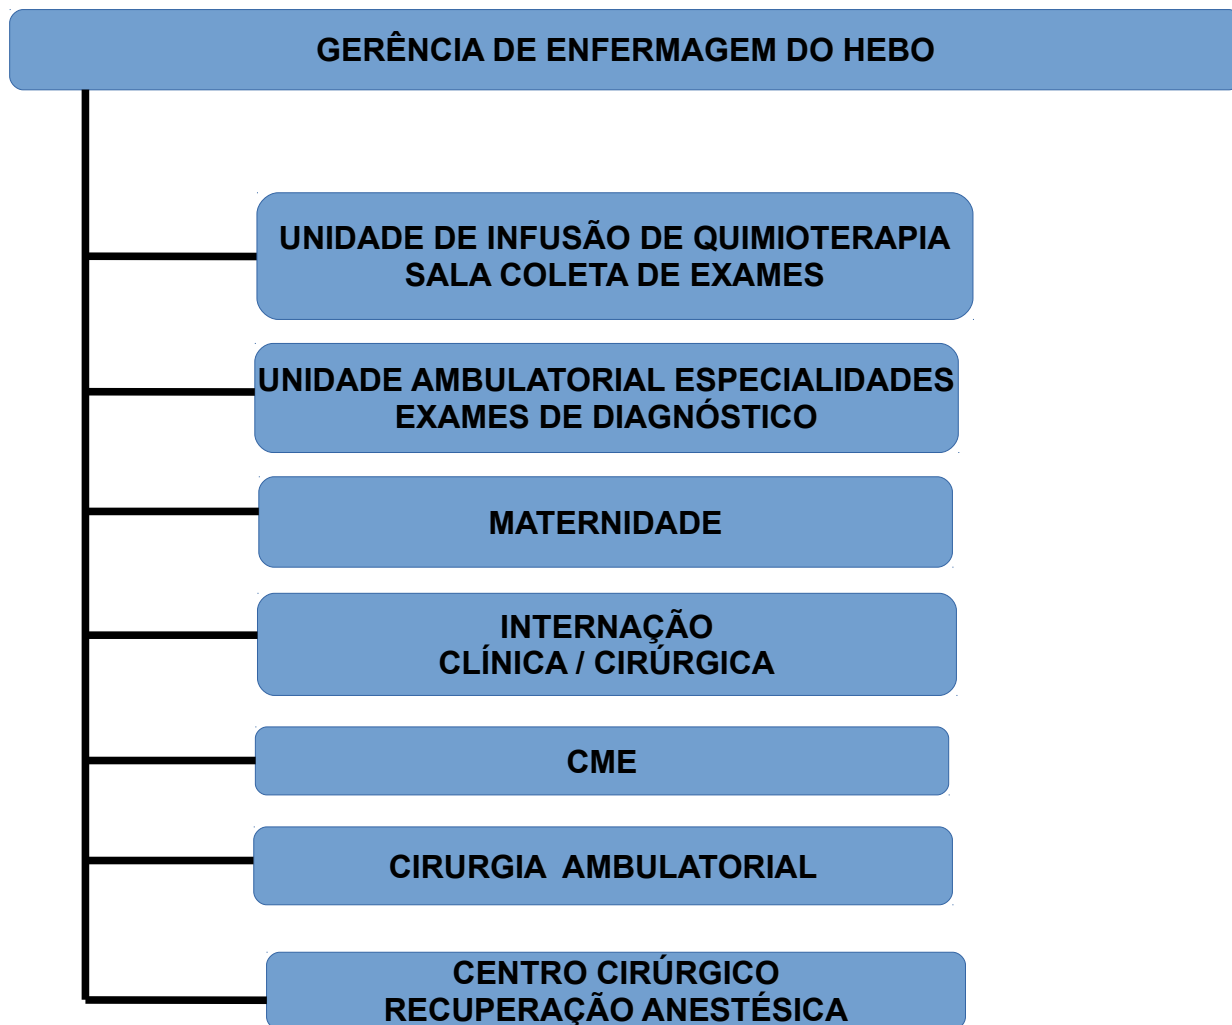 GERÊNCIA DE ENFERMAGEM DO HEBO
UNIDADE DE INFUSÃO DE QUIMIOTERAPIA
SALA COLETA DE EXAMES
UNIDADE AMBULATORIAL ESPECIALIDADES
EXAMES DE DIAGNÓSTICO
MATERNIDADE
INTERNAÇÃO
CLÍNICA / CIRÚRGICA
CME
CIRURGIA  AMBULATORIAL
CENTRO CIRÚRGICO
RECUPERAÇÃO ANESTÉSICA